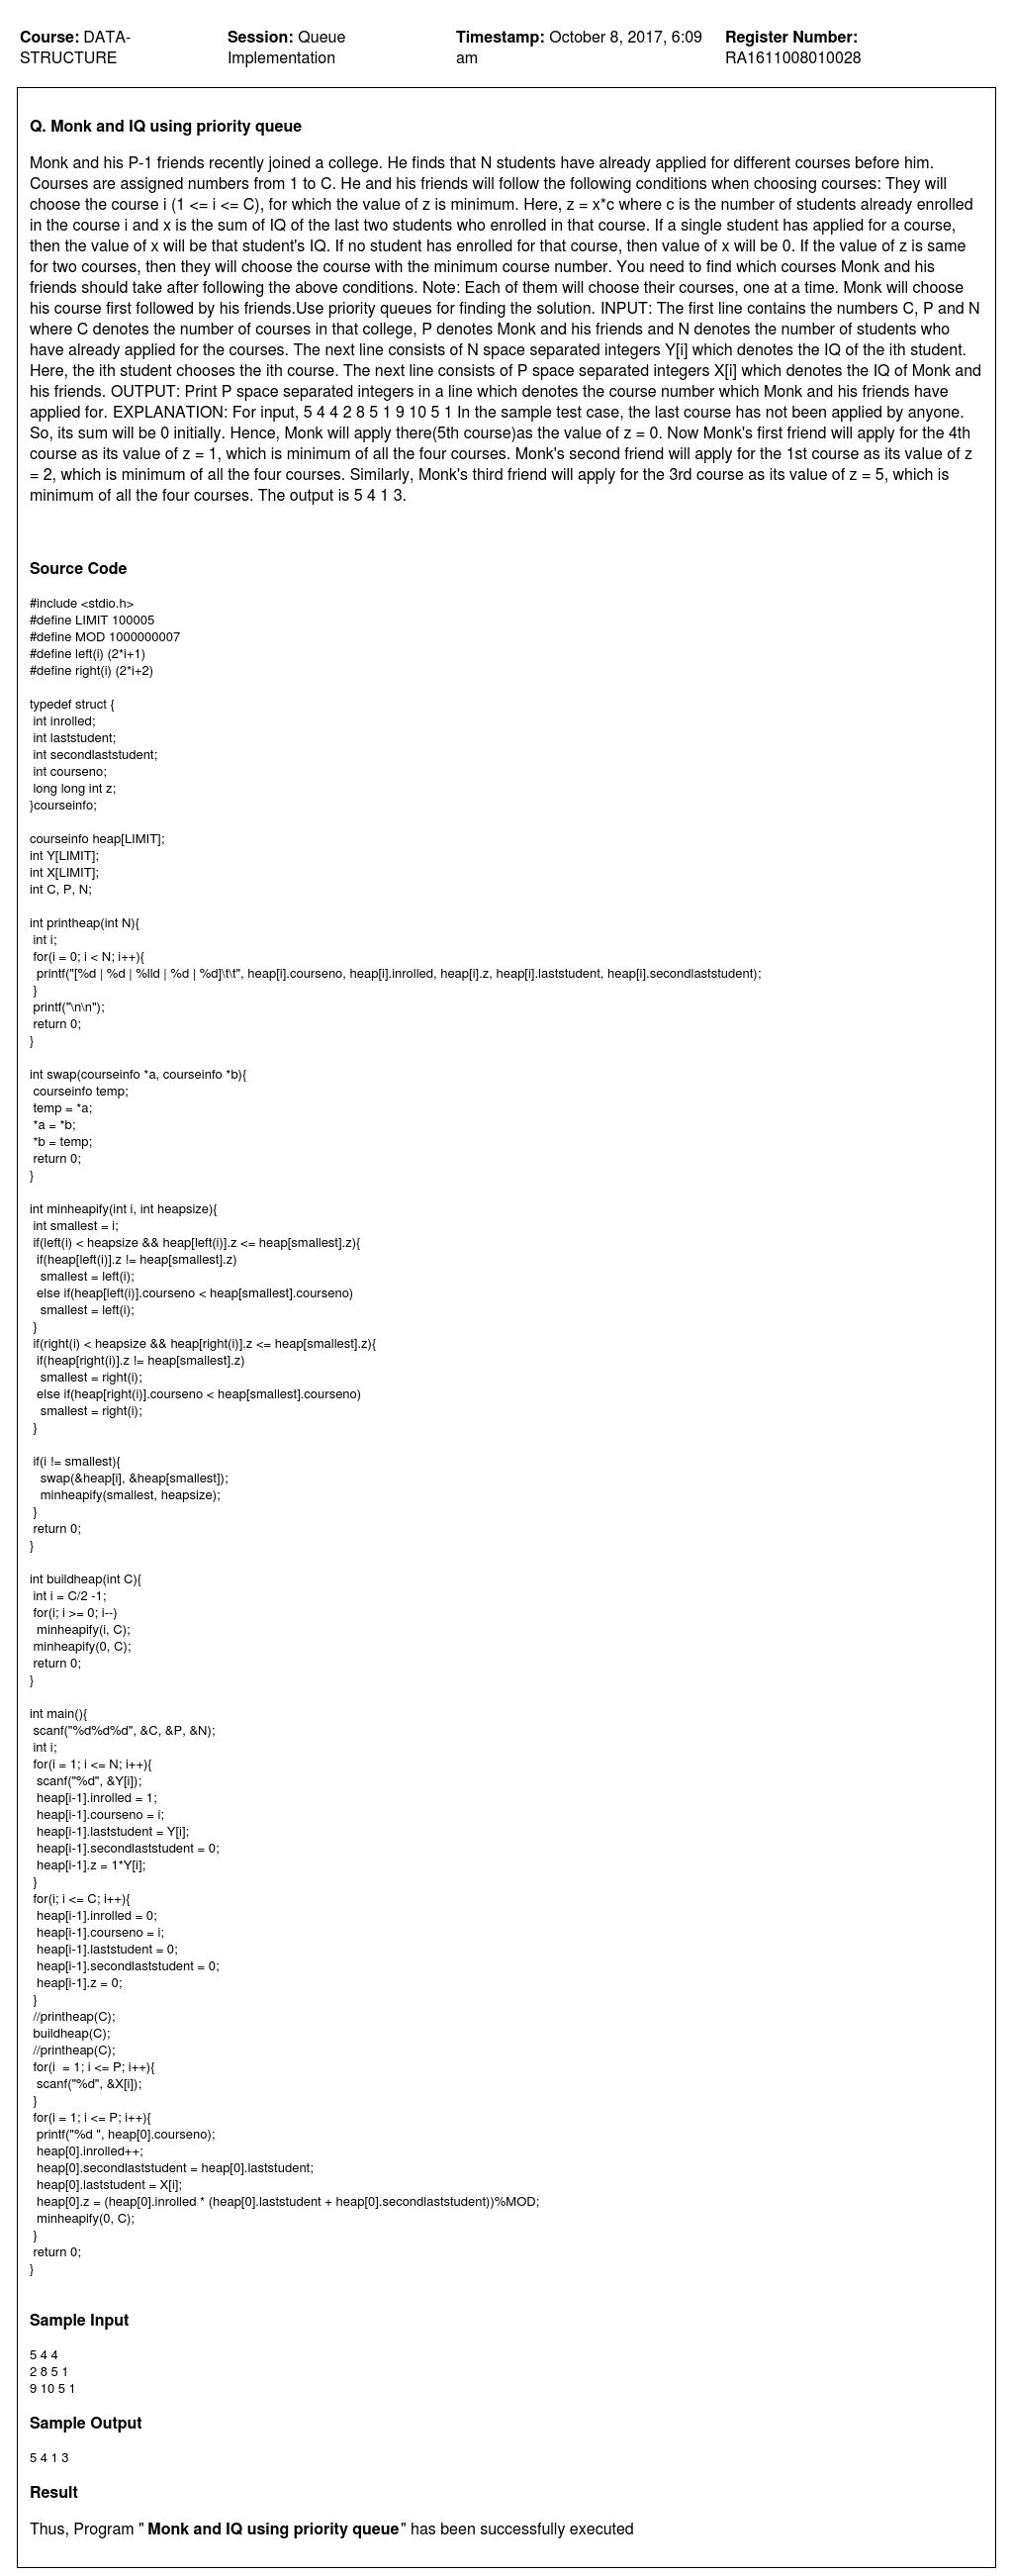 Course: DATA-
STRUCTURE
Session: Queue
Implementation
Timestamp: October 8, 2017, 6:09
am
Register Number:
RA1611008010028
Q. Monk and IQ using priority queue
Monk and his P-1 friends recently joined a college. He finds that N students have already applied for different courses before him.
Courses are assigned numbers from 1 to C. He and his friends will follow the following conditions when choosing courses: They will
choose the course i (1 <= i <= C), for which the value of z is minimum. Here, z = x*c where c is the number of students already enrolled
in the course i and x is the sum of IQ of the last two students who enrolled in that course. If a single student has applied for a course,
then the value of x will be that student's IQ. If no student has enrolled for that course, then value of x will be 0. If the value of z is same
for two courses, then they will choose the course with the minimum course number. You need to find which courses Monk and his
friends should take after following the above conditions. Note: Each of them will choose their courses, one at a time. Monk will choose
his course first followed by his friends.Use priority queues for finding the solution. INPUT: The first line contains the numbers C, P and N
where C denotes the number of courses in that college, P denotes Monk and his friends and N denotes the number of students who
have already applied for the courses. The next line consists of N space separated integers Y[i] which denotes the IQ of the ith student.
Here, the ith student chooses the ith course. The next line consists of P space separated integers X[i] which denotes the IQ of Monk and
his friends. OUTPUT: Print P space separated integers in a line which denotes the course number which Monk and his friends have
applied for. EXPLANATION: For input, 5 4 4 2 8 5 1 9 10 5 1 In the sample test case, the last course has not been applied by anyone.
So, its sum will be 0 initially. Hence, Monk will apply there(5th course)as the value of z = 0. Now Monk's first friend will apply for the 4th
course as its value of z = 1, which is minimum of all the four courses. Monk's second friend will apply for the 1st course as its value of z
= 2, which is minimum of all the four courses. Similarly, Monk's third friend will apply for the 3rd course as its value of z = 5, which is
minimum of all the four courses. The output is 5 4 1 3.
Source Code
#include <stdio.h>
#define LIMIT 100005
#define MOD 1000000007
#define left(i) (2*i+1)
#define right(i) (2*i+2)
typedef struct {
int inrolled;
int laststudent;
int secondlaststudent;
int courseno;
long long int z;
}courseinfo;
courseinfo heap[LIMIT];
int Y[LIMIT];
int X[LIMIT];
int C, P, N;
int printheap(int N){
int i;
for(i = 0; i < N; i++){
printf("[%d | %d | %lld | %d | %d]\t\t", heap[i].courseno, heap[i].inrolled, heap[i].z, heap[i].laststudent, heap[i].secondlaststudent);
}
printf("\n\n");
return 0;
}
int swap(courseinfo *a, courseinfo *b){
courseinfo temp;
temp = *a;
*a = *b;
*b = temp;
return 0;
}
int minheapify(int i, int heapsize){
int smallest = i;
if(left(i) < heapsize && heap[left(i)].z <= heap[smallest].z){
if(heap[left(i)].z != heap[smallest].z)
smallest = left(i);
else if(heap[left(i)].courseno < heap[smallest].courseno)
smallest = left(i);
}
if(right(i) < heapsize && heap[right(i)].z <= heap[smallest].z){
if(heap[right(i)].z != heap[smallest].z)
smallest = right(i);
else if(heap[right(i)].courseno < heap[smallest].courseno)
smallest = right(i);
}
if(i != smallest){
swap(&heap[i], &heap[smallest]);
minheapify(smallest, heapsize);
}
return 0;
}
int buildheap(int C){
int i = C/2 -1;
for(i; i >= 0; i--)
minheapify(i, C);
minheapify(0, C);
return 0;
}
int main(){
scanf("%d%d%d", &C, &P, &N);
int i;
for(i = 1; i <= N; i++){
scanf("%d", &Y[i]);
heap[i-1].inrolled = 1;
heap[i-1].courseno = i;
heap[i-1].laststudent = Y[i];
heap[i-1].secondlaststudent = 0;
heap[i-1].z = 1*Y[i];
}
for(i; i <= C; i++){
heap[i-1].inrolled = 0;
heap[i-1].courseno = i;
heap[i-1].laststudent = 0;
heap[i-1].secondlaststudent = 0;
heap[i-1].z = 0;
}
//printheap(C);
buildheap(C);
//printheap(C);
for(i  = 1; i <= P; i++){
scanf("%d", &X[i]);
}
for(i = 1; i <= P; i++){
printf("%d ", heap[0].courseno);
heap[0].inrolled++;
heap[0].secondlaststudent = heap[0].laststudent;
heap[0].laststudent = X[i];
heap[0].z = (heap[0].inrolled * (heap[0].laststudent + heap[0].secondlaststudent))%MOD;
minheapify(0, C);
}
return 0;
}
Sample Input
5 4 4
2 8 5 1
9 10 5 1
Sample Output
5 4 1 3
Result
Thus, Program " Monk and IQ using priority queue" has been successfully executed